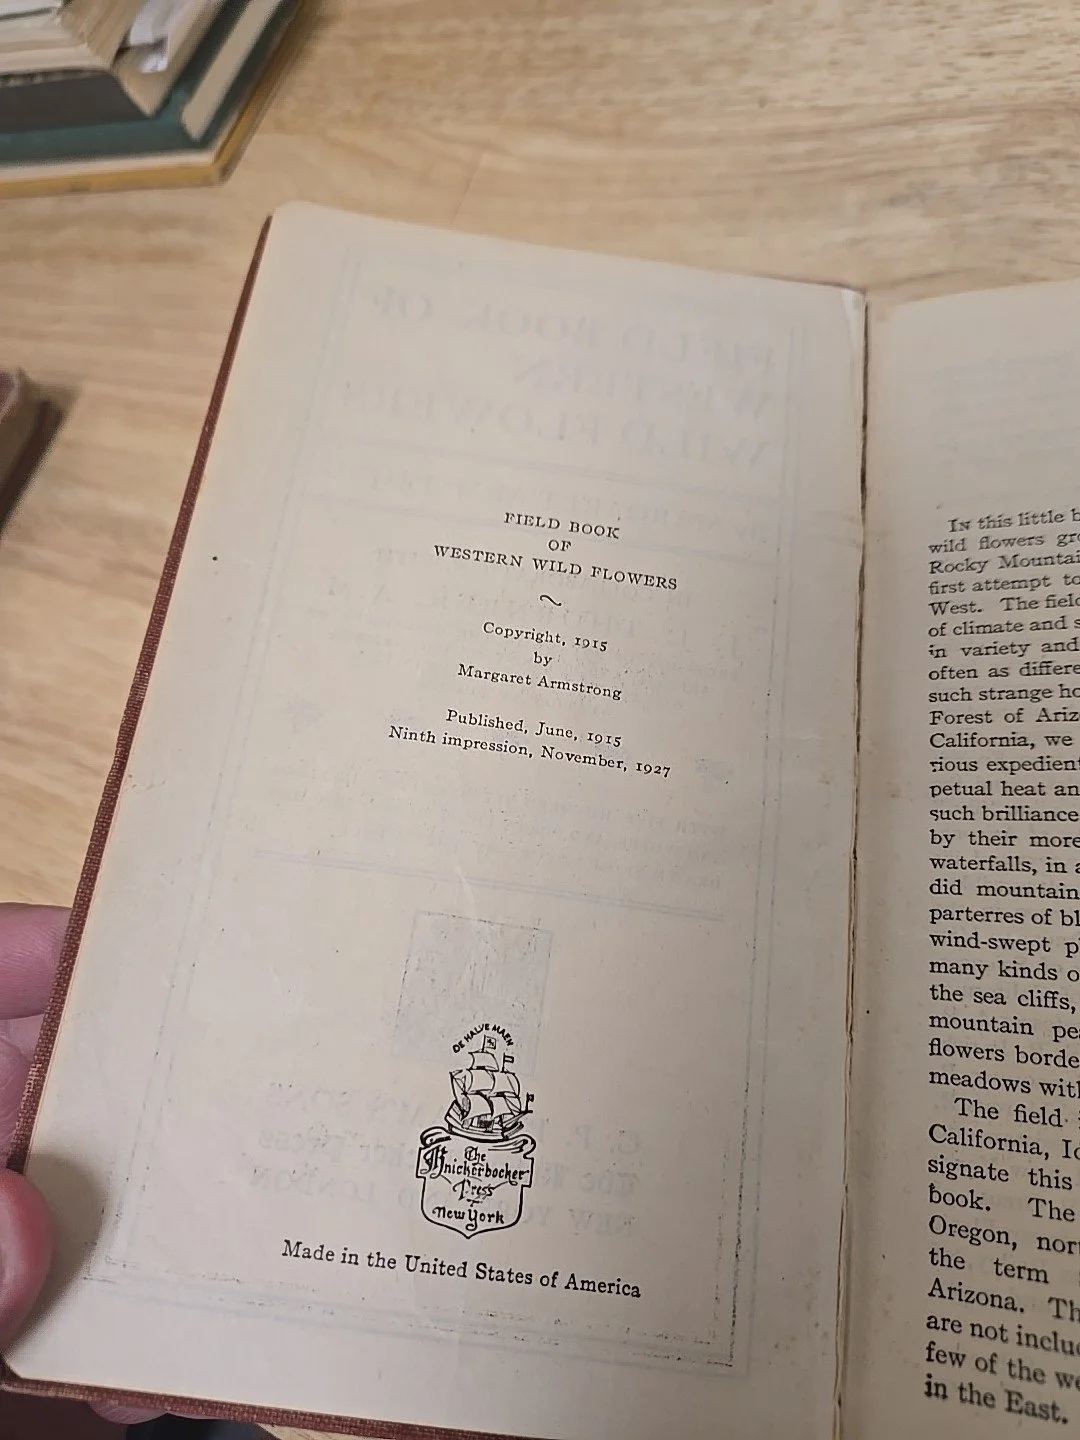 FIELD BOOK
OF
WESTERN WILD FLOWERS
Copyright, 1915
by
Margaret Armstrong
Published, June, 1915
Ninth impression, November, 1927
DE HALVE MAEN
The
Knickerbocker
Press
New York
Made in the United States of America
In this little b
wild flowers gr
Rocky Mountai
first attempt to
West. The fiel
of climate and s
in variety and
often as differe
such strange ho
Forest of Ariz
California, we
rious expedient
petual heat an
such brilliance
by their more
waterfalls, in a
did mountain
parterres of bl
wind-swept p
many kinds o
the sea cliffs,
mountain pe
flowers borde
meadows with
The field
California, Id
signate this
book. The
Oregon, nor
the term
Arizona. Th
are not inclu
few of the we
in the East.